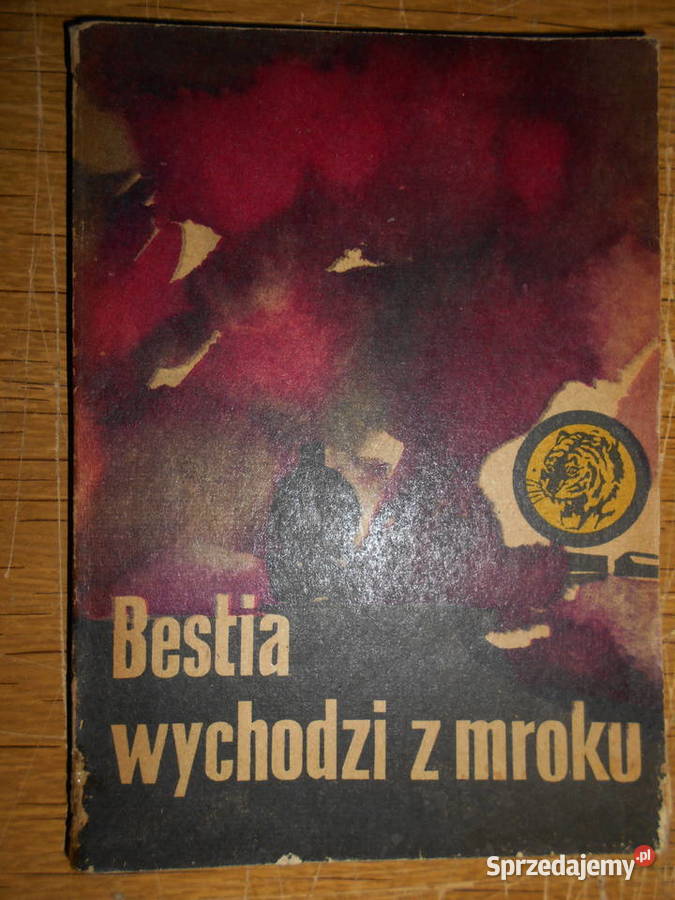 Bestia
wychodzi z mroku
Sprzedajemy.pl